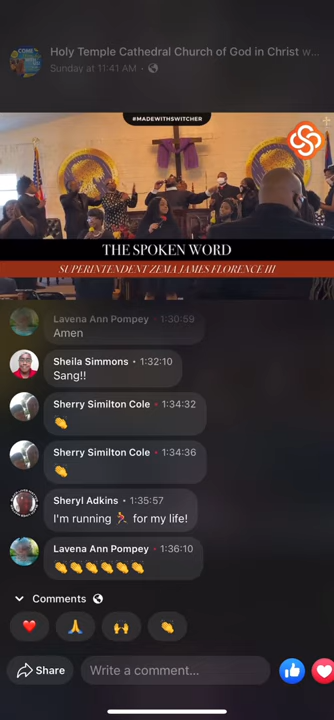 Holy Temple Cathedral Church of God in Christ w...
Sunday at 11:41 AM ·
#MADEWITHSWITCHER
THE SPOKEN WORD
SUPERINTENDENT ZEMA JAMES FLORENCE III
Lavena Ann Pompey · 1:30:59
Amen
Sheila Simmons · 1:32:10
Sang!!
Sherry Similton Cole · 1:34:32
👏
Sherry Similton Cole · 1:34:36
👏
Sheryl Adkins · 1:35:57
I'm running 🏃 for my life!
Lavena Ann Pompey · 1:36:10
👏👏👏👏👏👏
Comments
Share
Write a comment...